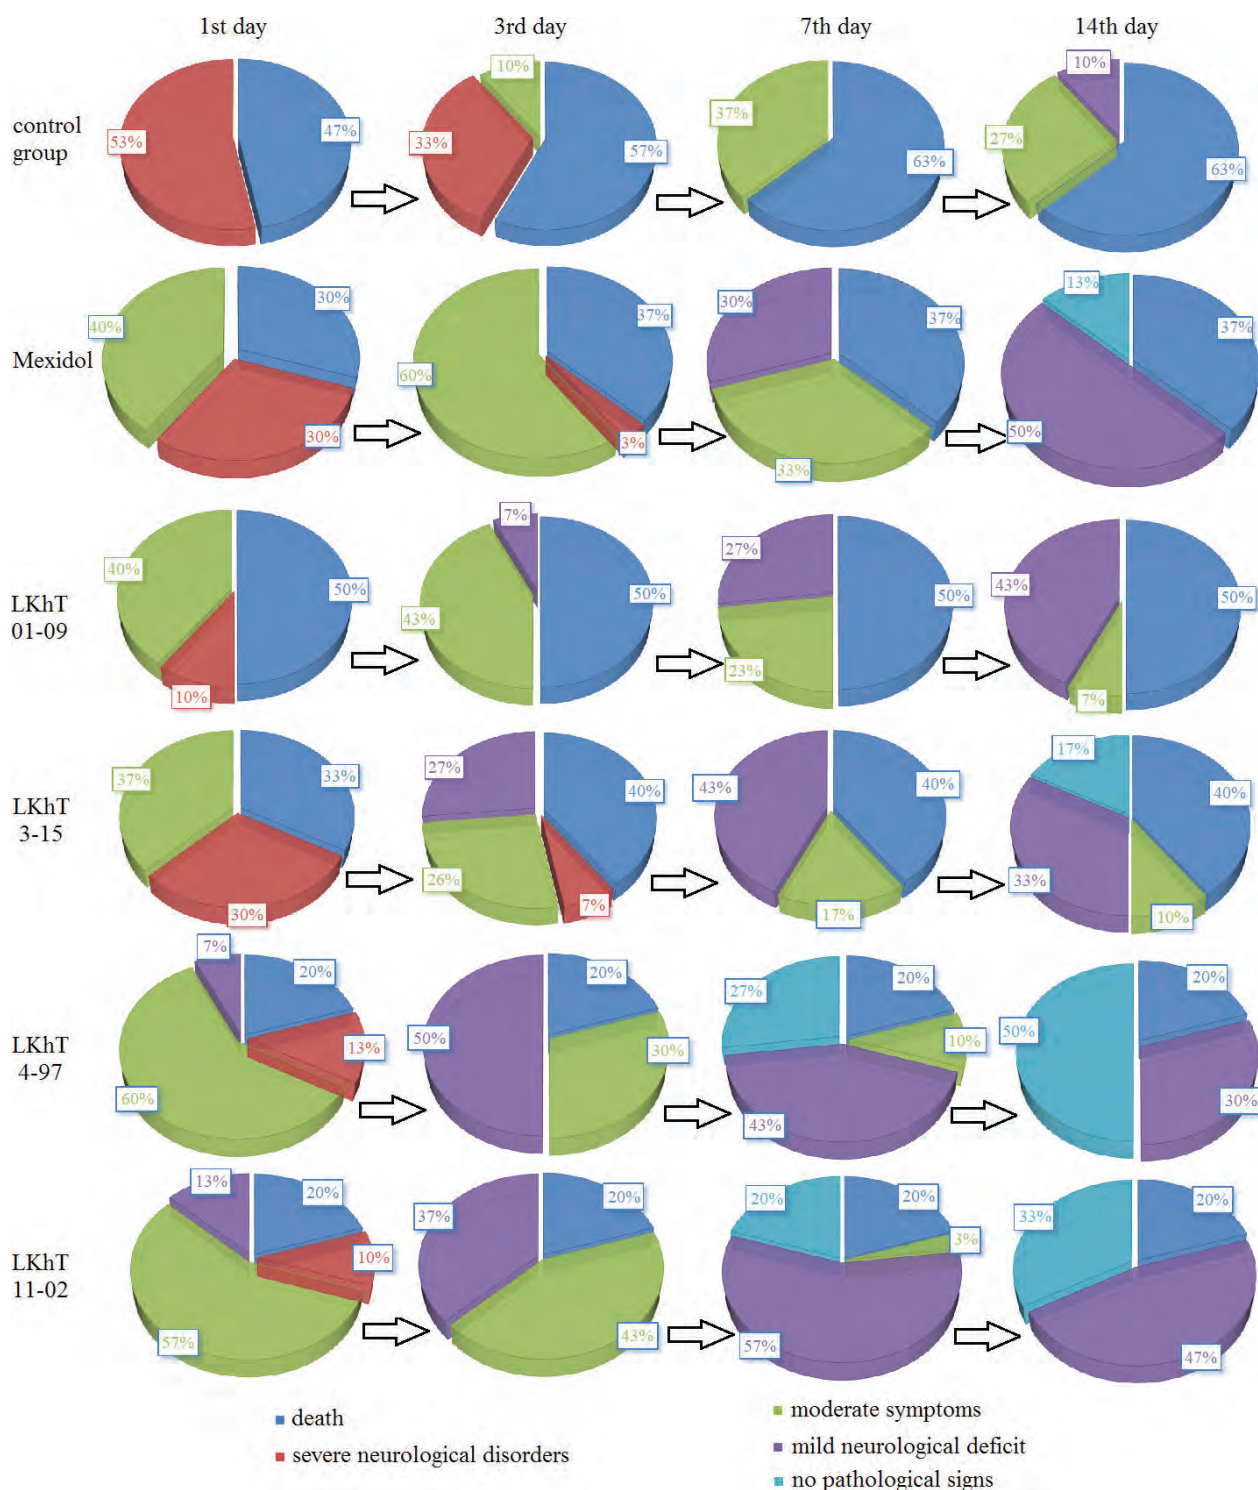 1st day 3rd day 7th day 14th day
control
group
53% 47%
10% 33% 57%
37% 63%
10% 27% 63%
Mexidol
40% 30% 30%
60% 37% 3%
30% 37% 33%
13% 37% 50%
LKhT
01-09
40% 50% 10%
7% 43% 50%
27% 50% 23%
43% 50% 7%
LKhT
3-15
37% 33% 30%
27% 40% 26% 7%
43% 40% 17%
17% 40% 33% 10%
LKhT
4-97
7% 20% 13% 60%
50% 20% 30%
27% 20% 10% 43%
50% 20% 30%
LKhT
11-02
13% 20% 10% 57%
37% 20% 43%
20% 20% 3% 57%
33% 20% 47%
death
severe neurological disorders
moderate symptoms
mild neurological deficit
no pathological signs